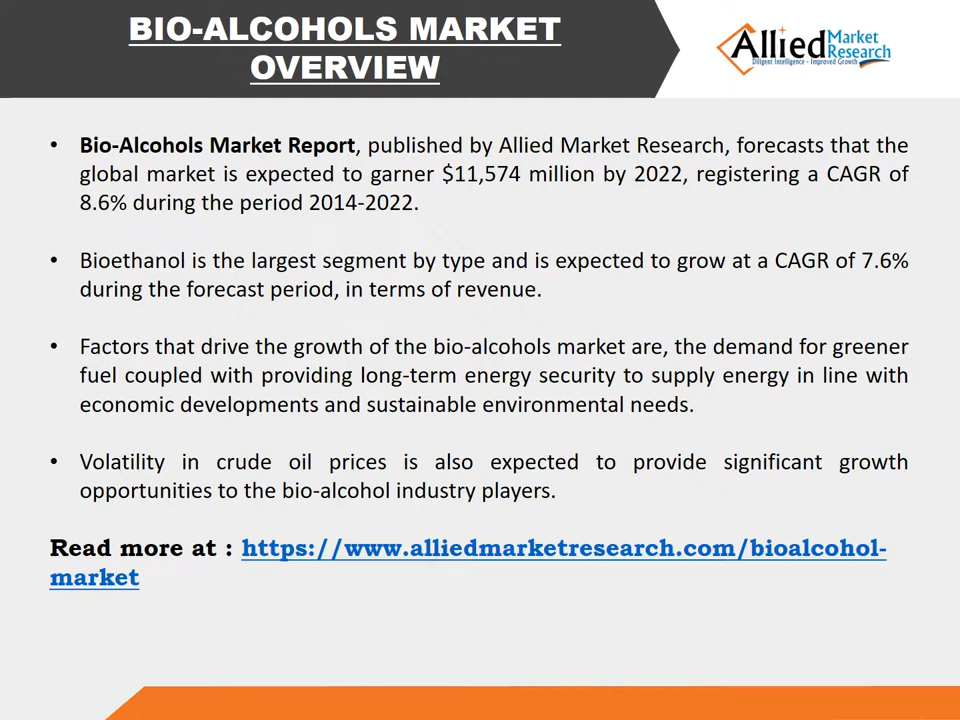 BIO-ALCOHOLS MARKET
OVERVIEW
Allied Market
Research
Diligent Intelligence - Improved Growth
• Bio-Alcohols Market Report, published by Allied Market Research, forecasts that the
global market is expected to garner $11,574 million by 2022, registering a CAGR of
8.6% during the period 2014-2022.
• Bioethanol is the largest segment by type and is expected to grow at a CAGR of 7.6%
during the forecast period, in terms of revenue.
• Factors that drive the growth of the bio-alcohols market are, the demand for greener
fuel coupled with providing long-term energy security to supply energy in line with
economic developments and sustainable environmental needs.
• Volatility in crude oil prices is also expected to provide significant growth
opportunities to the bio-alcohol industry players.
Read more at : https://www.alliedmarketresearch.com/bioalcohol-
market